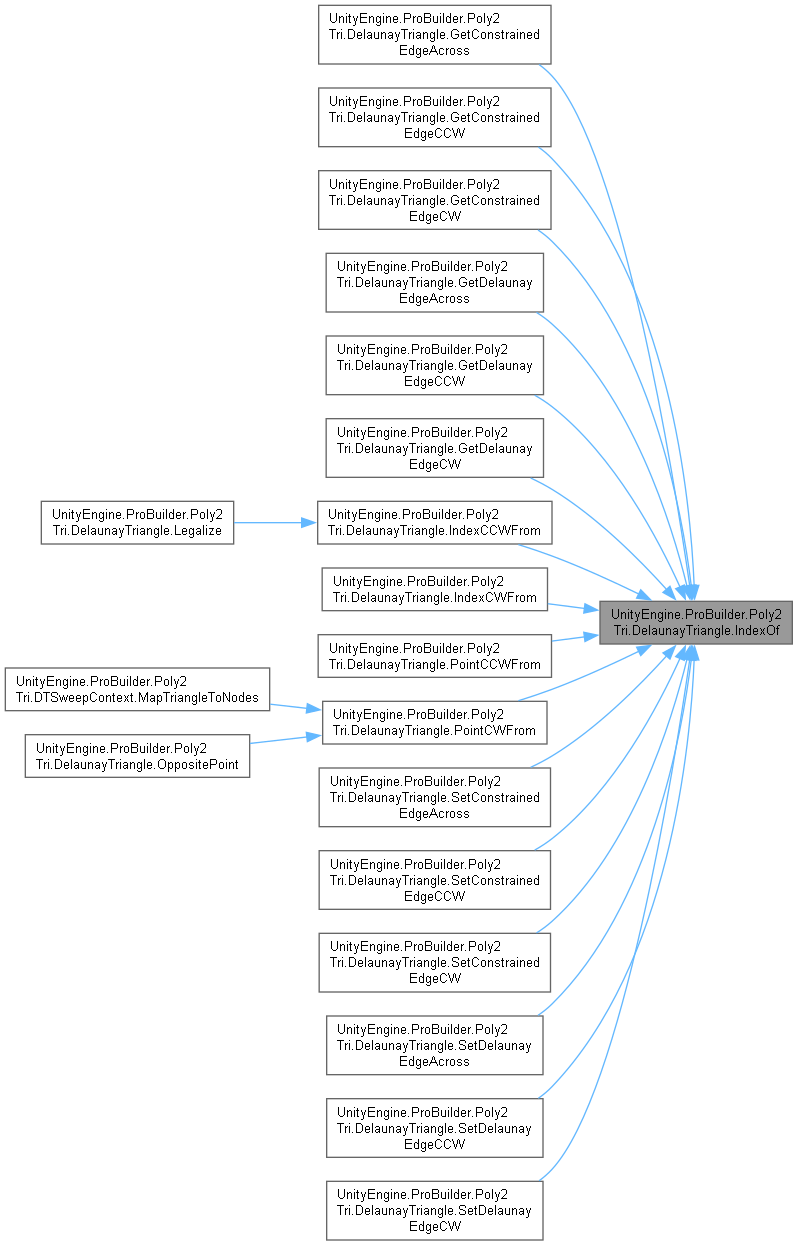 UnityEngine.ProBuilder.Poly2
Tri.DelaunayTriangle.GetConstrained
EdgeAcross
UnityEngine.ProBuilder.Poly2
Tri.DelaunayTriangle.GetConstrained
EdgeCCW
UnityEngine.ProBuilder.Poly2
Tri.DelaunayTriangle.GetConstrained
EdgeCW
UnityEngine.ProBuilder.Poly2
Tri.DelaunayTriangle.GetDelaunay
EdgeAcross
UnityEngine.ProBuilder.Poly2
Tri.DelaunayTriangle.GetDelaunay
EdgeCCW
UnityEngine.ProBuilder.Poly2
Tri.DelaunayTriangle.GetDelaunay
EdgeCW
UnityEngine.ProBuilder.Poly2
Tri.DelaunayTriangle.Legalize
UnityEngine.ProBuilder.Poly2
Tri.DelaunayTriangle.IndexCCWFrom
UnityEngine.ProBuilder.Poly2
Tri.DelaunayTriangle.IndexCWFrom
UnityEngine.ProBuilder.Poly2
Tri.DelaunayTriangle.IndexOf
UnityEngine.ProBuilder.Poly2
Tri.DelaunayTriangle.PointCCWFrom
UnityEngine.ProBuilder.Poly2
Tri.DTSweepContext.MapTriangleToNodes
UnityEngine.ProBuilder.Poly2
Tri.DelaunayTriangle.PointCWFrom
UnityEngine.ProBuilder.Poly2
Tri.DelaunayTriangle.OppositePoint
UnityEngine.ProBuilder.Poly2
Tri.DelaunayTriangle.SetConstrained
EdgeAcross
UnityEngine.ProBuilder.Poly2
Tri.DelaunayTriangle.SetConstrained
EdgeCCW
UnityEngine.ProBuilder.Poly2
Tri.DelaunayTriangle.SetConstrained
EdgeCW
UnityEngine.ProBuilder.Poly2
Tri.DelaunayTriangle.SetDelaunay
EdgeAcross
UnityEngine.ProBuilder.Poly2
Tri.DelaunayTriangle.SetDelaunay
EdgeCCW
UnityEngine.ProBuilder.Poly2
Tri.DelaunayTriangle.SetDelaunay
EdgeCW